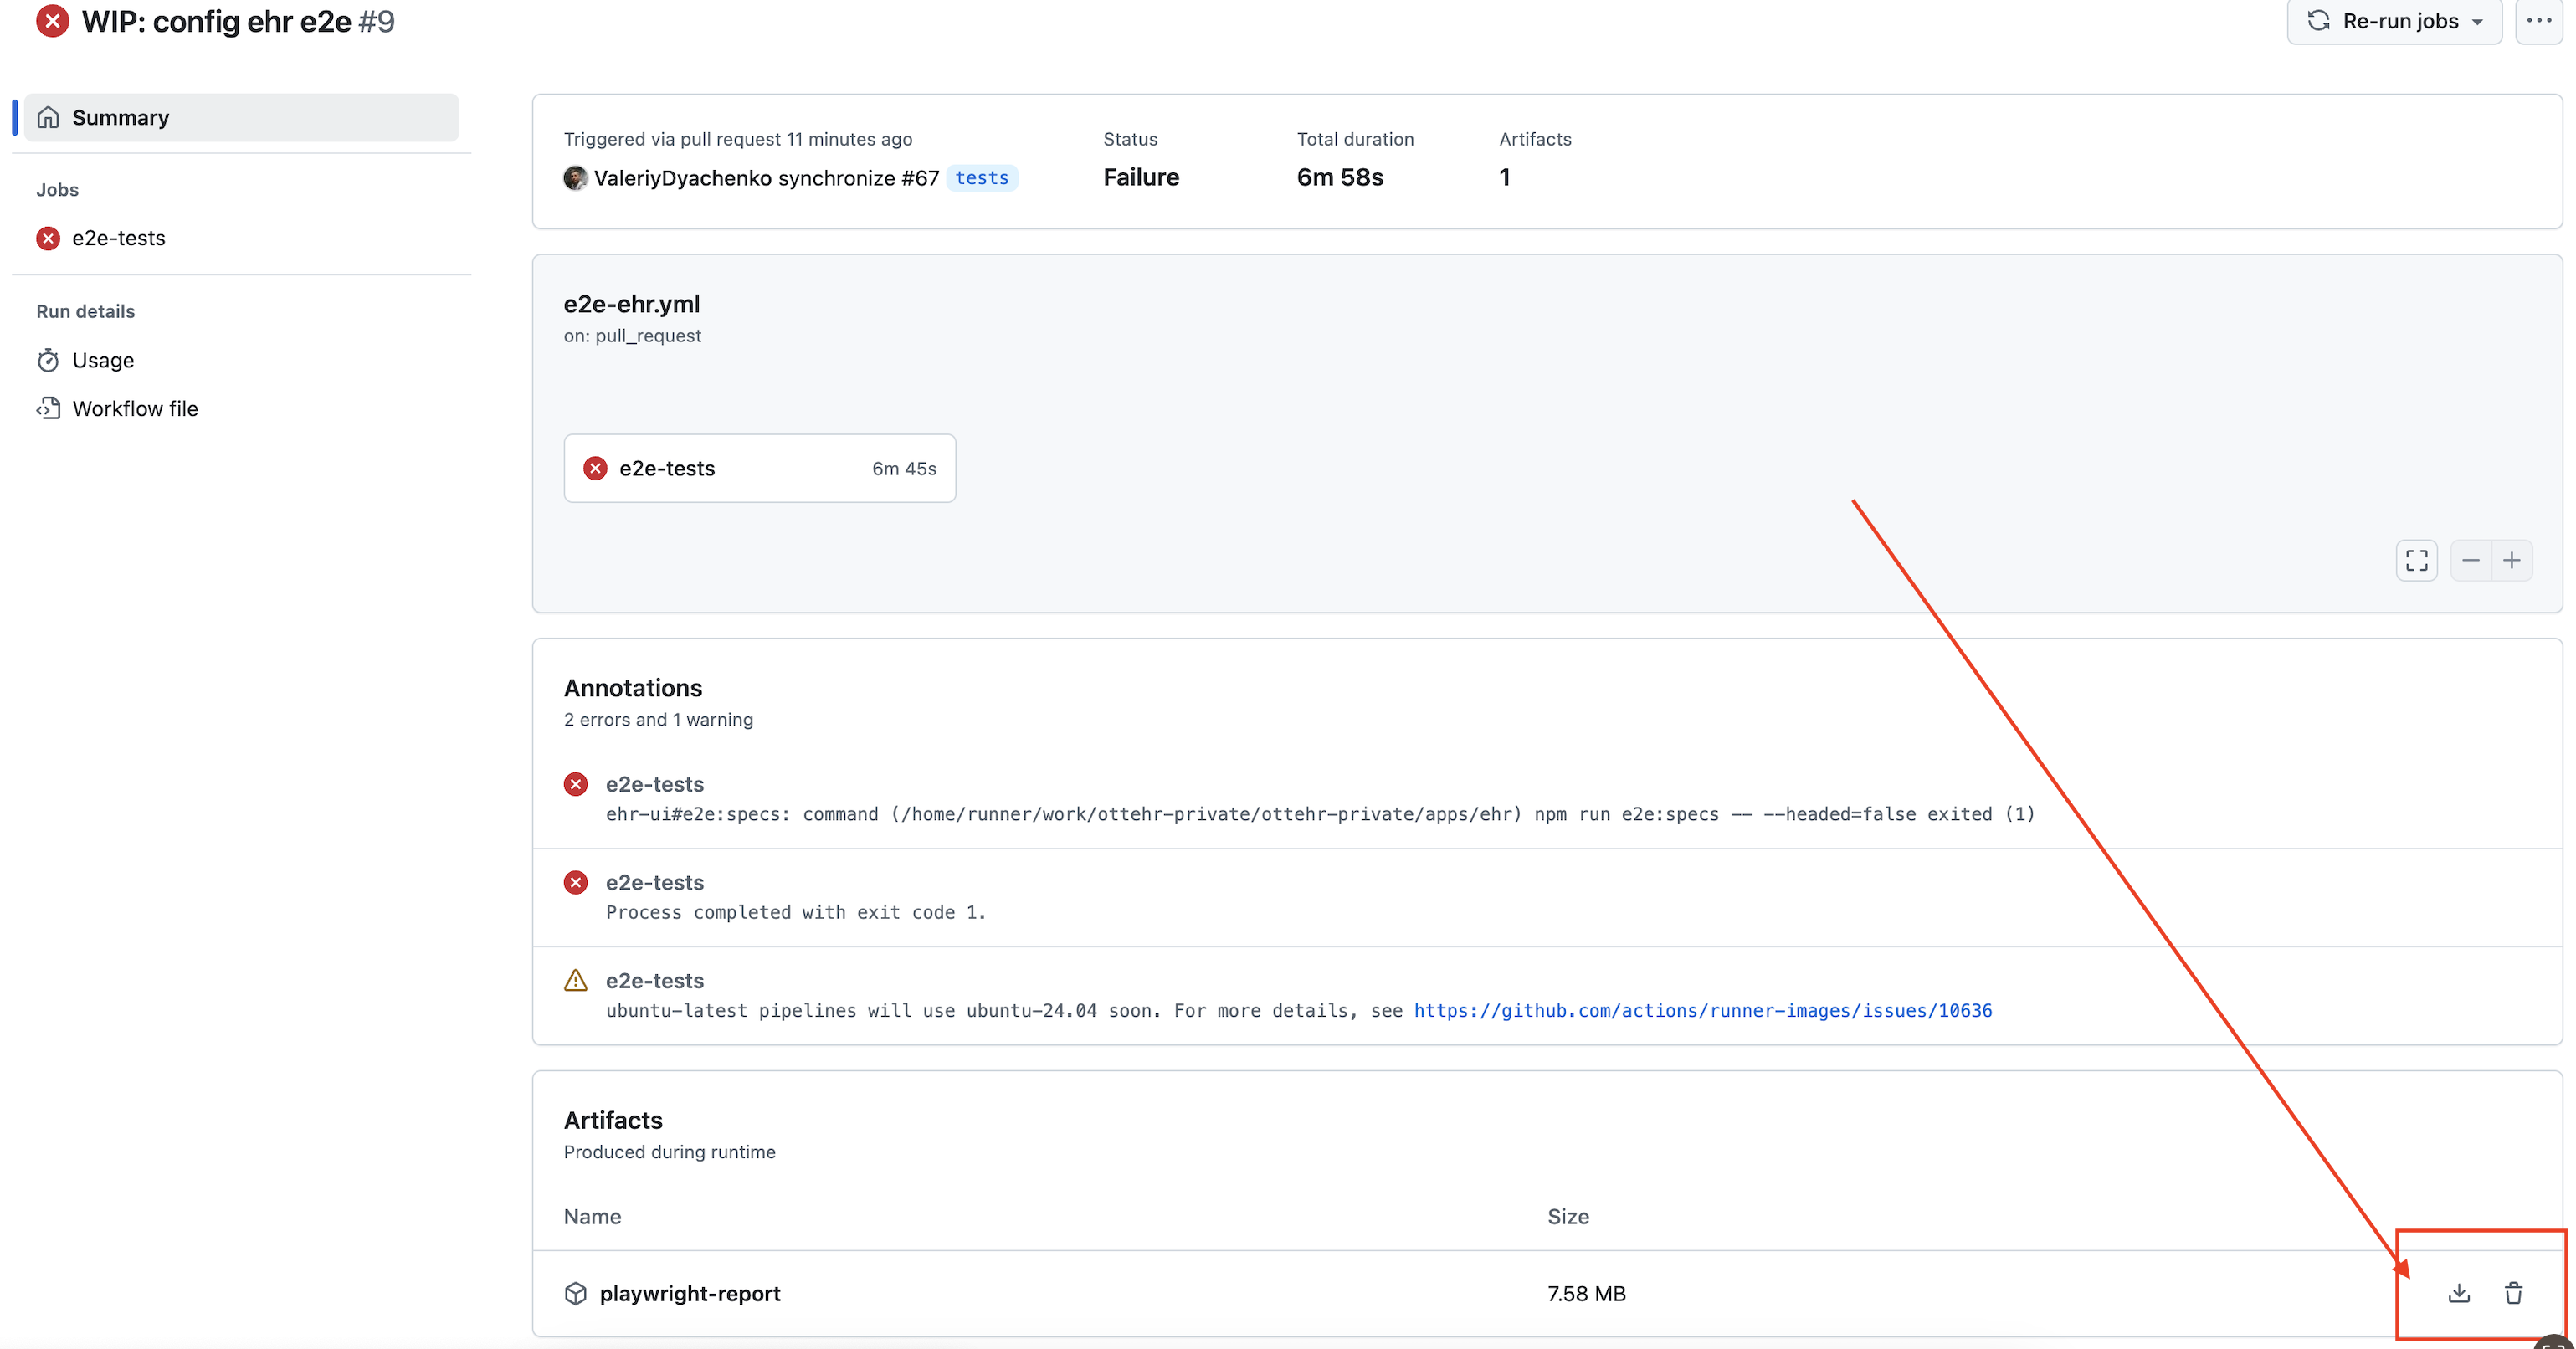 WIP: config ehr e2e #9
Re-run jobs
Summary
Jobs
e2e-tests
Run details
Usage
Workflow file
Triggered via pull request 11 minutes ago
ValeriyDyachenko synchronize #67 tests
Status
Failure
Total duration
6m 58s
Artifacts
1
e2e-ehr.yml
on: pull_request
e2e-tests 6m 45s
Annotations
2 errors and 1 warning
e2e-tests
ehr-ui#e2e:specs: command (/home/runner/work/ottehr-private/ottehr-private/apps/ehr) npm run e2e:specs -- --headed=false exited (1)
e2e-tests
Process completed with exit code 1.
e2e-tests
ubuntu-latest pipelines will use ubuntu-24.04 soon. For more details, see https://github.com/actions/runner-images/issues/10636
Artifacts
Produced during runtime
Name Size
playwright-report 7.58 MB